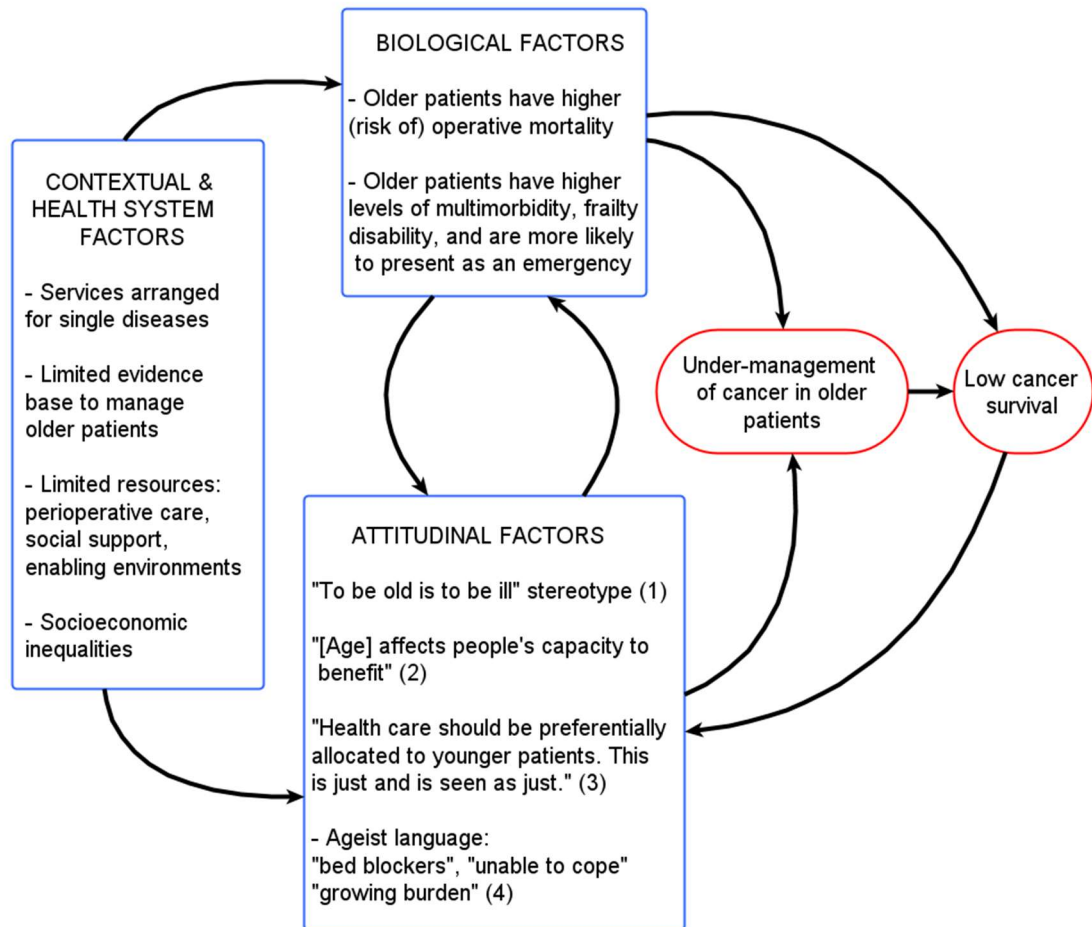 BIOLOGICAL FACTORS
- Older patients have higher
(risk of) operative mortality
- Older patients have higher
levels of multimorbidity, frailty
disability, and are more likely
to present as an emergency
CONTEXTUAL &
HEALTH SYSTEM
FACTORS
- Services arranged
for single diseases
- Limited evidence
base to manage
older patients
- Limited resources:
perioperative care,
social support,
enabling environments
- Socioeconomic
inequalities
Under-management
of cancer in older
patients
Low cancer
survival
ATTITUDINAL FACTORS
"To be old is to be ill" stereotype (1)
"[Age] affects people's capacity to
benefit" (2)
"Health care should be preferentially
allocated to younger patients. This
is just and is seen as just." (3)
- Ageist language:
"bed blockers", "unable to cope"
"growing burden" (4)